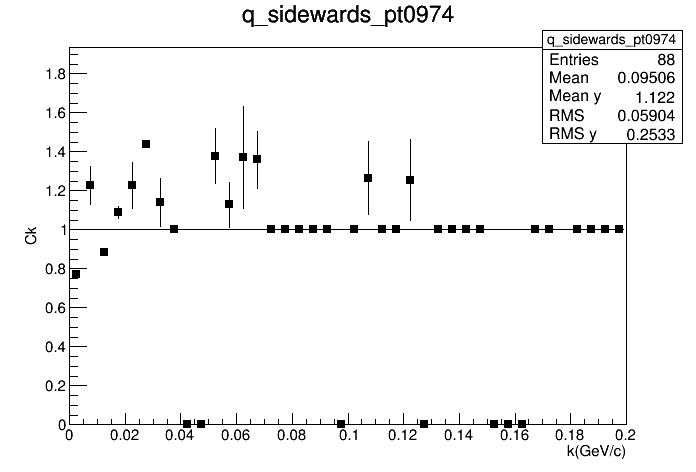 q_sidewards_pt0974
q_sidewards_pt0974
Entries 88
Mean 0.09506
Mean y 1.122
RMS 0.05904
RMS y 0.2533
1.8
1.6
1.4
1.2
1
0.8
0.6
0.4
0.2
0
Ck
0 0.02 0.04 0.06 0.08 0.1 0.12 0.14 0.16 0.18 0.2
k(GeV/c)